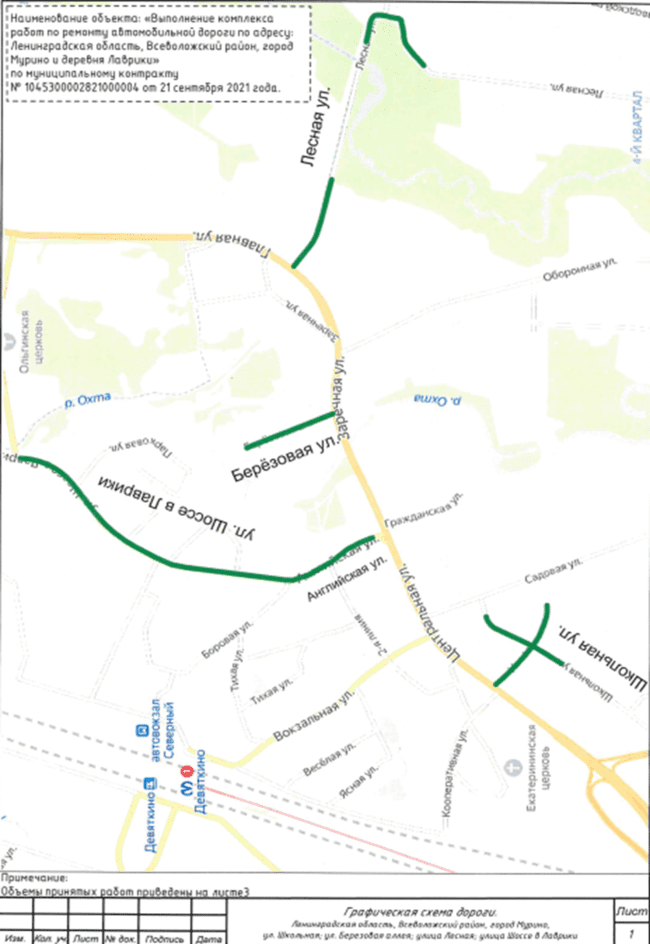 Наименование объекта: «Выполнение комплекса
работ по ремонту автомобильной дороги по адресу:
Ленинградская область, Всеволожский район, город
Мурино и деревня Лаврики»
по муниципальному контракту
№ 1045300002821000004 от 21 сентября 2021 года.
Лесная ул.
Лесная ул.
4-Й КВАРТАЛ
Главная ул.
Оборонная ул.
Заречная ул.
Ольгинская
церковь
Заречная ул.
р. Охта
р. Охта
Берёзовая ул.
Парковая ул.
ул. Шоссе в Лаврики
Гражданская ул.
Английская ул.
Центральная ул.
Садовая ул.
2-я линия
Боровая ул.
Школьная ул.
Тихая ул.
Тихая ул.
Вокзальная ул.
автовокзал
Северный
Весёлая ул.
Ясная ул.
Кооперативная ул.
Екатерининская
церковь
Девяткино
Девяткино
Примечание:
Объемы принятых работ приведены на листе3
Графическая схема дороги.
Ленинградская область, Всеволожский район, город Мурино,
ул. Школьная; ул. Березовая аллея; улица Лесная; улица Шоссе в Лаврики
Лист
1
Изм. Кол. уч Лист № док. Подпись Дата